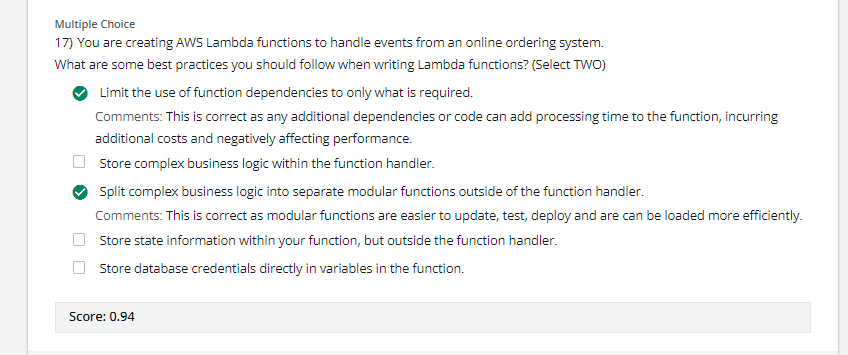 Multiple Choice
17) You are creating AWS Lambda functions to handle events from an online ordering system.
What are some best practices you should follow when writing Lambda functions? (Select TWO)
Limit the use of function dependencies to only what is required.
Comments: This is correct as any additional dependencies or code can add processing time to the function, incurring
additional costs and negatively affecting performance.
Store complex business logic within the function handler.
Split complex business logic into separate modular functions outside of the function handler.
Comments: This is correct as modular functions are easier to update, test, deploy and are can be loaded more efficiently.
Store state information within your function, but outside the function handler.
Store database credentials directly in variables in the function.
Score: 0.94